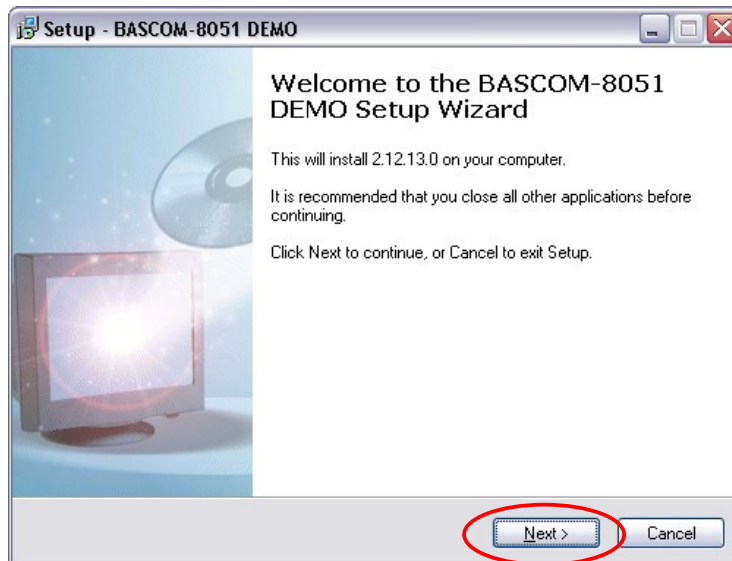 Setup - BASCOM-8051 DEMO
Welcome to the BASCOM-8051
DEMO Setup Wizard
This will install 2.12.13.0 on your computer.
It is recommended that you close all other applications before
continuing.
Click Next to continue, or Cancel to exit Setup.
Next >
Cancel